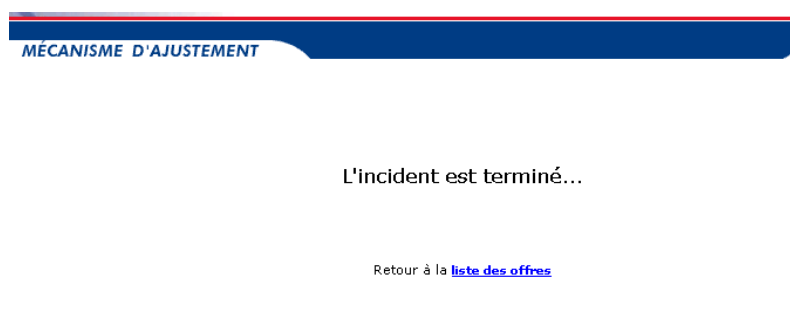 MÉCANISME D'AJUSTEMENT
L'incident est terminé...
Retour à la liste des offres